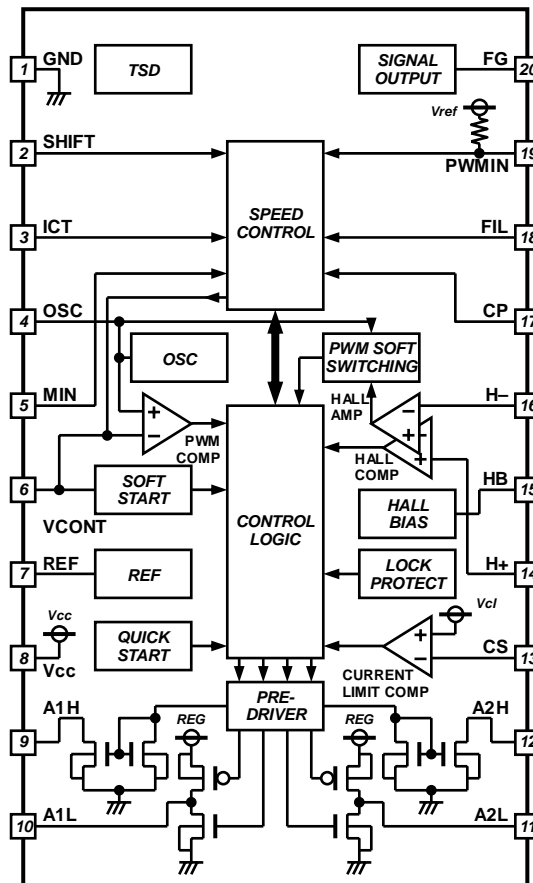 GND
1
TSD
SIGNAL
OUTPUT
FG
20
Vref
SHIFT
2
19
PWMIN
SPEED
CONTROL
ICT
3
FIL
18
OSC
4
CP
17
OSC
PWM SOFT
SWITCHING
MIN
5
+
−
PWM
COMP
HALL
AMP
−
+
+
HALL
COMP
H−
16
6
VCONT
SOFT
START
CONTROL
LOGIC
HALL
BIAS
HB
15
REF
7
REF
LOCK
PROTECT
H+
14
Vcc
8
Vcc
QUICK
START
Vcl
+
−
CURRENT
LIMIT COMP
CS
13
A1H
9
REG
PRE-
DRIVER
REG
A2H
12
A1L
10
A2L
11